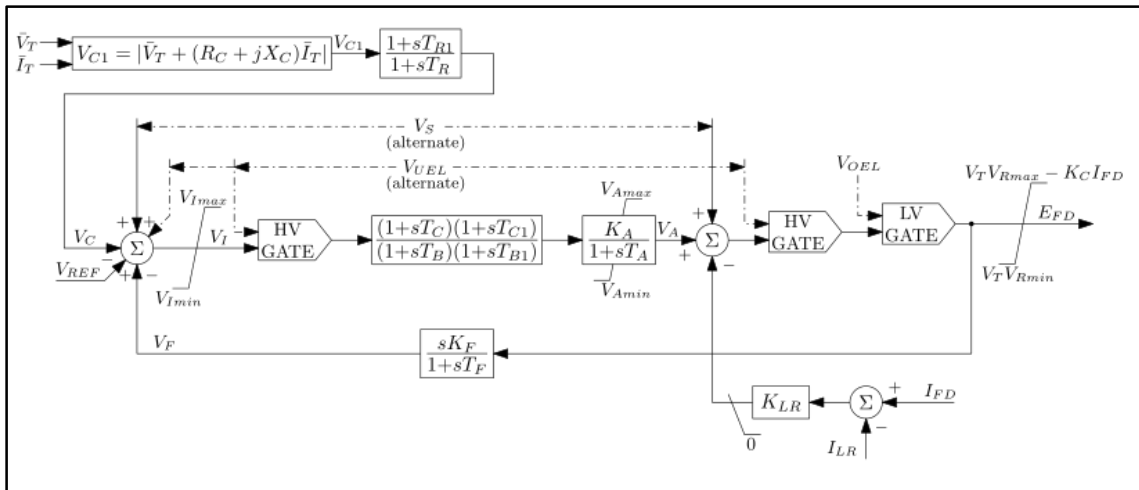 V̄_T
Ī_T
V_{C1} = |V̄_T + (R_C + jX_C)Ī_T|
V_{C1}
1+sT_{R1}
1+sT_R
V_S
(alternate)
V_{UEL}
(alternate)
V_{OEL}
V_T V_{Rmax} − K_C I_{FD}
E_{FD}
V_T V_{Rmin}
V_{Imax}
V_{Amax}
+
+
V_C
−
Σ
V_I
−
HV
GATE
(1+sT_C)(1+sT_{C1})
(1+sT_B)(1+sT_{B1})
K_A
1+sT_A
V_A
+
+
Σ
−
−
HV
GATE
LV
GATE
V_{REF}
+
−
V_{Imin}
V_{Amin}
V_F
sK_F
1+sT_F
K_{LR}
Σ
+
I_{FD}
−
0
I_{LR}